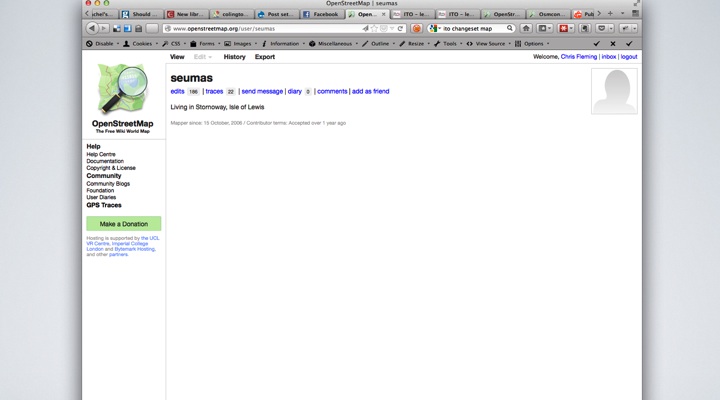 OpenStreetMap | seumas
Should ...
New libr...
Post set...
Facebook
Open...
ITO – le...
ITO – le...
OpenStr...
Osmcon...
www.openstreetmap.org/user/seumas
ito changeset map
Disable Cookies CSS Forms Images Information Miscellaneous Outline Resize Tools View Source Options
View Edit History Export
Welcome, Chris Fleming | inbox | logout
seumas
edits 186 | traces 22 | send message | diary 0 | comments | add as friend
Living in Stornoway, Isle of Lewis
Mapper since: 15 October, 2006 / Contributor terms: Accepted over 1 year ago
OpenStreetMap
The Free Wiki World Map
Help
Help Centre
Documentation
Copyright & License
Community
Community Blogs
Foundation
User Diaries
GPS Traces
Make a Donation
Hosting is supported by the UCL
VR Centre, Imperial College
London and Bytemark Hosting,
and other partners.